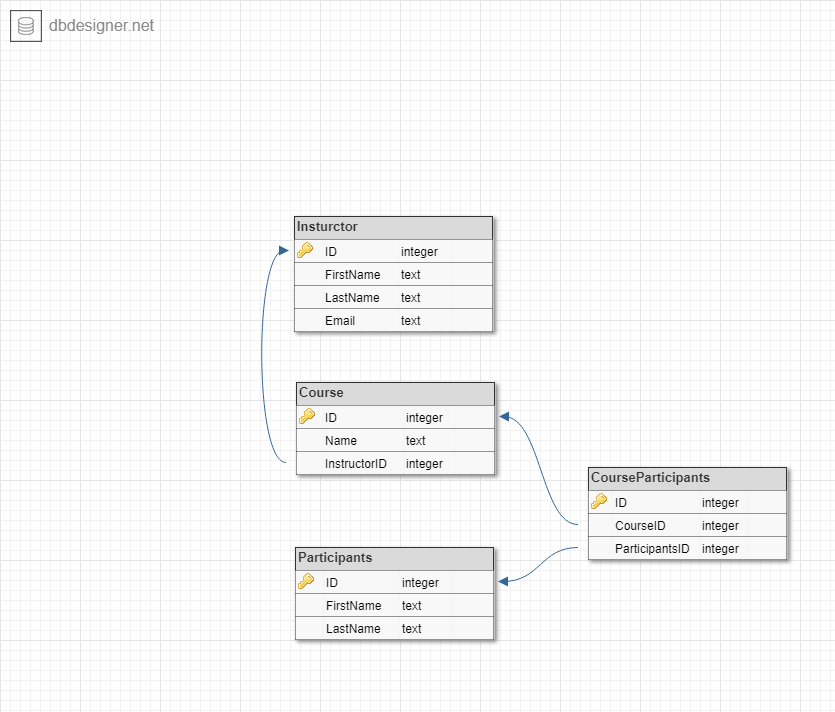 dbdesigner.net
Insturctor
ID integer
FirstName text
LastName text
Email text
Course
ID integer
Name text
InstructorID integer
CourseParticipants
ID integer
CourseID integer
ParticipantsID integer
Participants
ID integer
FirstName text
LastName text